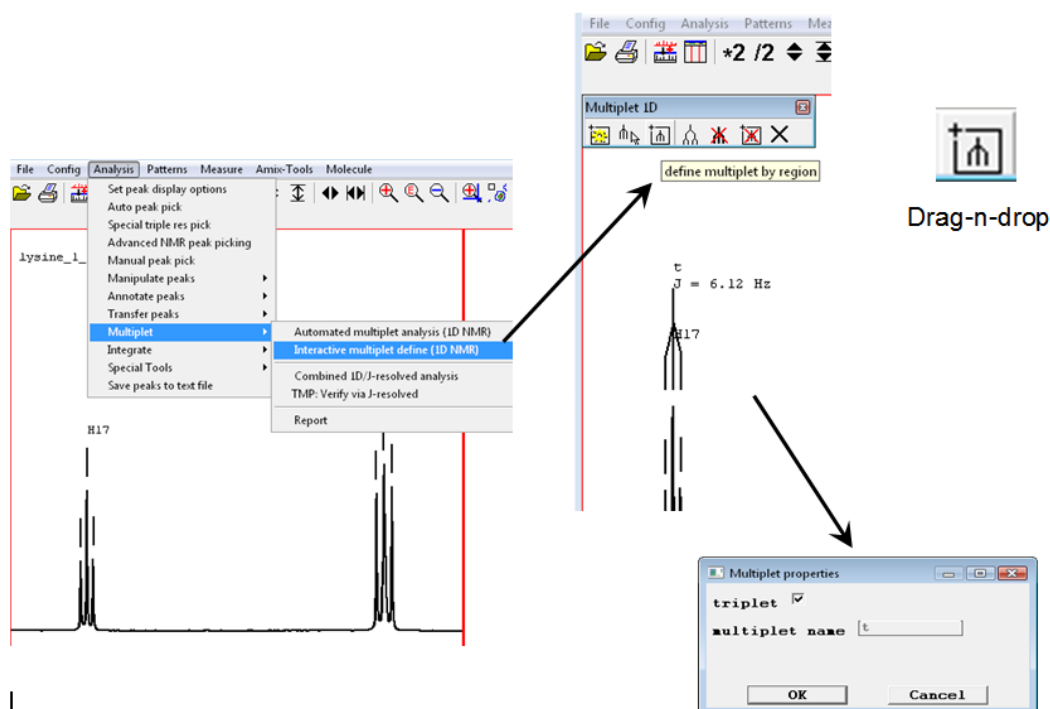 File Config Analysis Patterns Measure Amix-Tools Molecule
Set peak display options
Auto peak pick
Special triple res pick
Advanced NMR peak picking
Manual peak pick
Manipulate peaks
Annotate peaks
Transfer peaks
Multiplet
Integrate
Special Tools
Save peaks to text file
Automated multiplet analysis (1D NMR)
Interactive multiplet define (1D NMR)
Combined 1D/J-resolved analysis
TMP: Verify via J-resolved
Report
lysine_1_
H17
File Config Analysis Patterns Mea
*2 /2
Multiplet 1D
define multiplet by region
t
J = 6.12 Hz
H17
Drag-n-drop
Multiplet properties
triplet
multiplet name t
OK Cancel